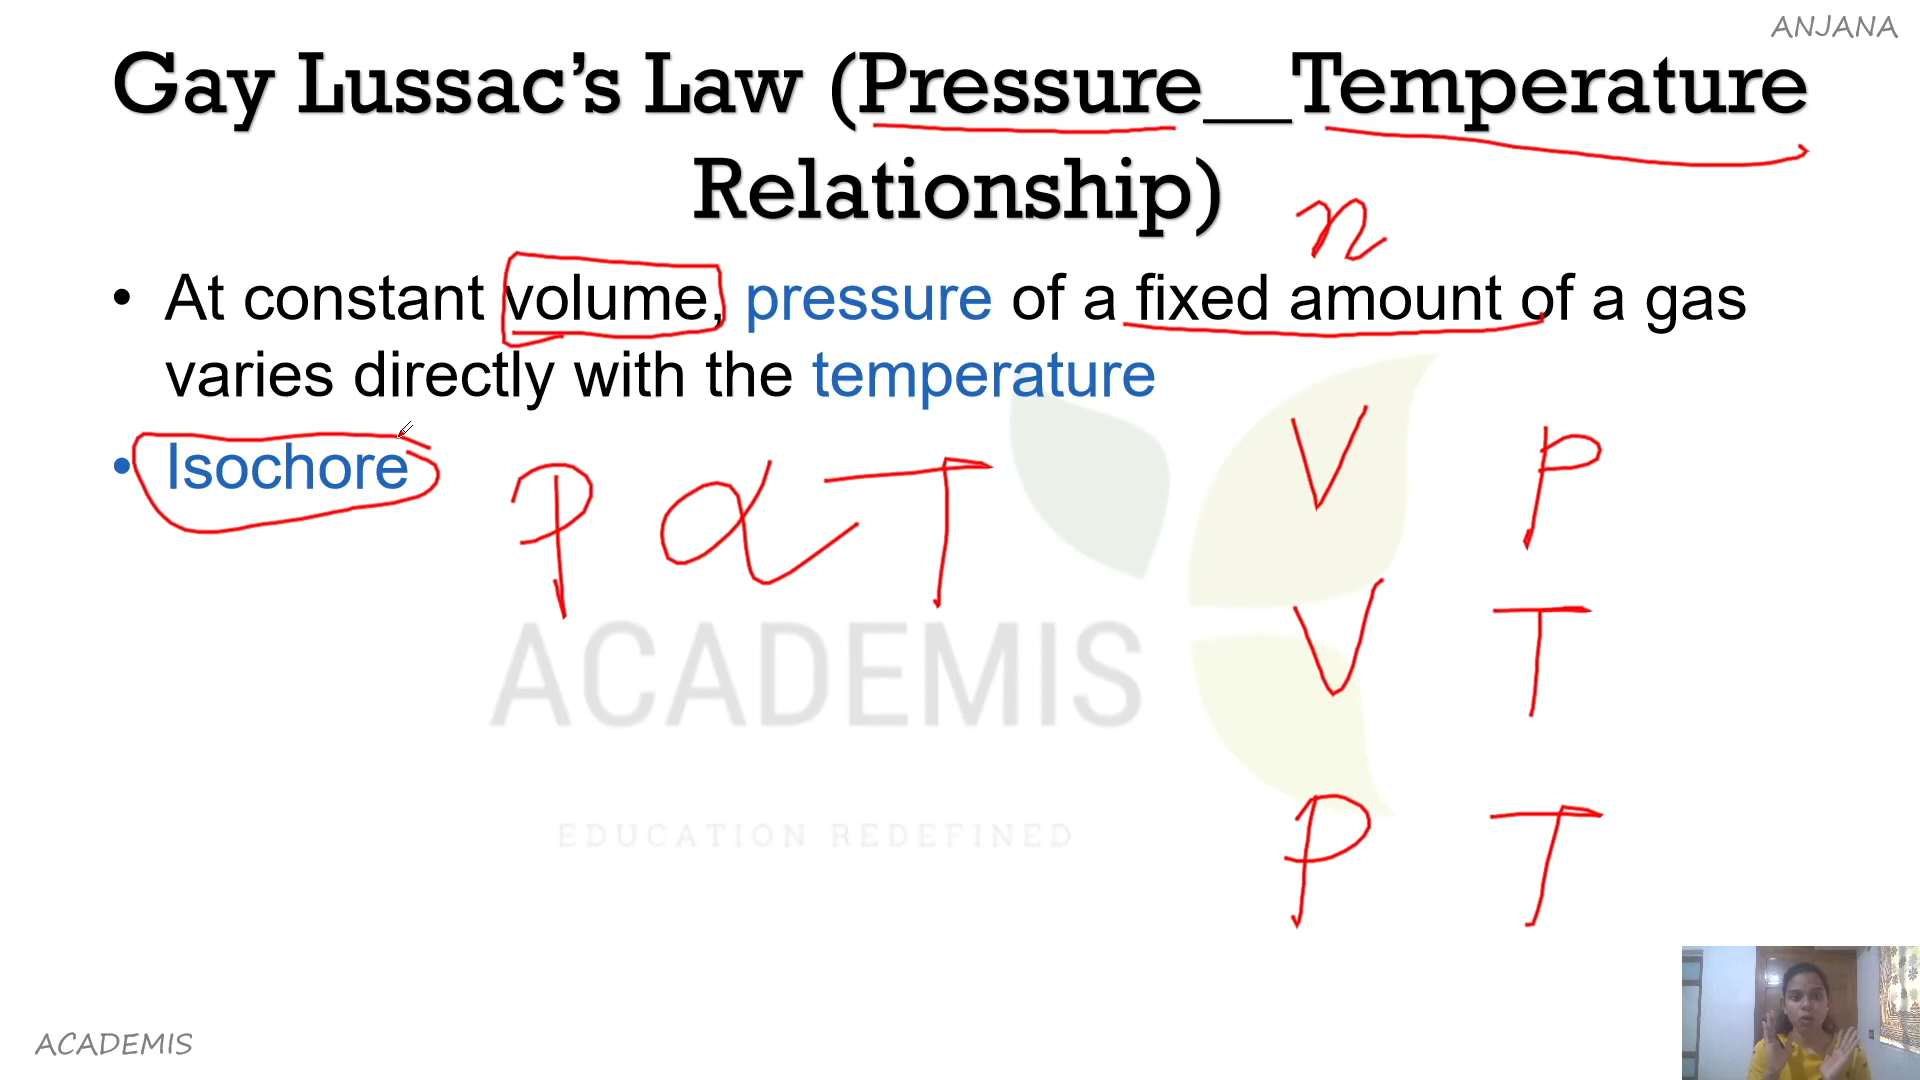 ANJANA
Gay Lussac’s Law (Pressure__Temperature
Relationship)
n
• At constant volume, pressure of a fixed amount of a gas
varies directly with the temperature
• Isochore
P ∝ T
V P
V T
P T
ACADEMIS
EDUCATION REDEFINED
ACADEMIS